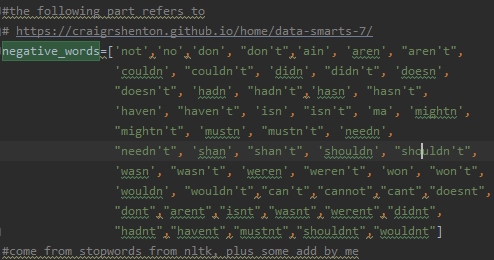 #the following part refers to
# https://craigrshenton.github.io/home/data-smarts-7/
negative_words=['not','no','don', "don't",'ain', 'aren', "aren't",
'couldn', "couldn't", 'didn', "didn't", 'doesn',
"doesn't", 'hadn', "hadn't",'hasn', "hasn't",
'haven', "haven't", 'isn', "isn't", 'ma', 'mightn',
"mightn't", 'mustn', "mustn't", 'needn',
"needn't", 'shan', "shan't", 'shouldn', "shouldn't",
'wasn', "wasn't", 'weren', "weren't", 'won', "won't",
'wouldn', "wouldn't","can't","cannot","cant","doesnt",
"dont","arent","isnt","wasnt","werent","didnt",
"hadnt","havent","mustnt","shouldnt","wouldnt"]
#come from stopwords from nltk, plus some add by me